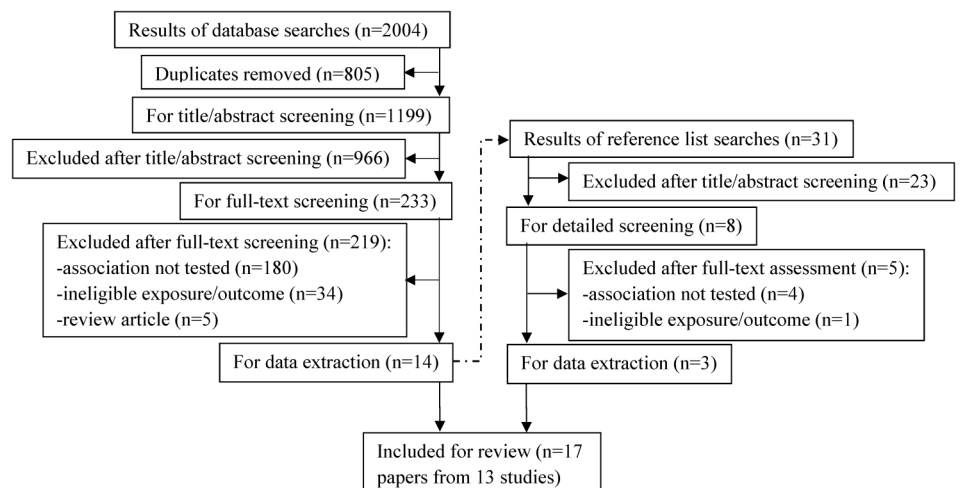 Results of database searches (n=2004)
Duplicates removed (n=805)
For title/abstract screening (n=1199)
Excluded after title/abstract screening (n=966)
For full-text screening (n=233)
Excluded after full-text screening (n=219):
-association not tested (n=180)
-ineligible exposure/outcome (n=34)
-review article (n=5)
For data extraction (n=14)
Results of reference list searches (n=31)
Excluded after title/abstract screening (n=23)
For detailed screening (n=8)
Excluded after full-text assessment (n=5):
-association not tested (n=4)
-ineligible exposure/outcome (n=1)
For data extraction (n=3)
Included for review (n=17
papers from 13 studies)